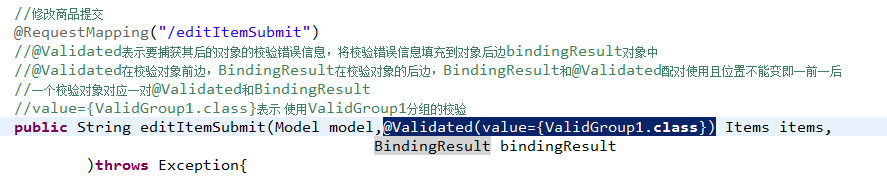 //修改商品提交
@RequestMapping("/editItemSubmit")
//@Validated表示要捕获其后的对象的校验错误信息，将校验错误信息填充到对象后边bindingResult对象中
//@Validated在校验对象前边，BindingResult在校验对象的后边，BindingResult和@Validated配对使用且位置不能变即一前一后
//一个校验对象对应一对@Validated和BindingResult
//value={ValidGroup1.class}表示 使用ValidGroup1分组的校验
public String editItemSubmit(Model model,@Validated(value={ValidGroup1.class}) Items items,
BindingResult bindingResult
)throws Exception{